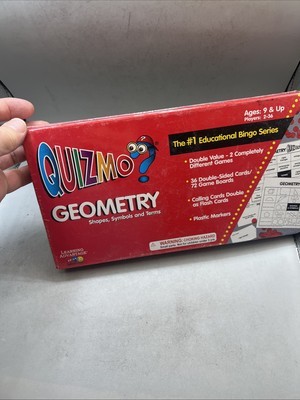 Ages: 9 & Up
Players: 2-36
The #1 Educational Bingo Series
QUIZMO?
GEOMETRY
Shapes, Symbols and Terms
• Double Value - 2 Completely
Different Games
• 36 Double-Sided Cards/
72 Game Boards
• Calling Cards Double
as Flash Cards
• Plastic Markers
WARNING:
LEARNING
ADVANTAGE